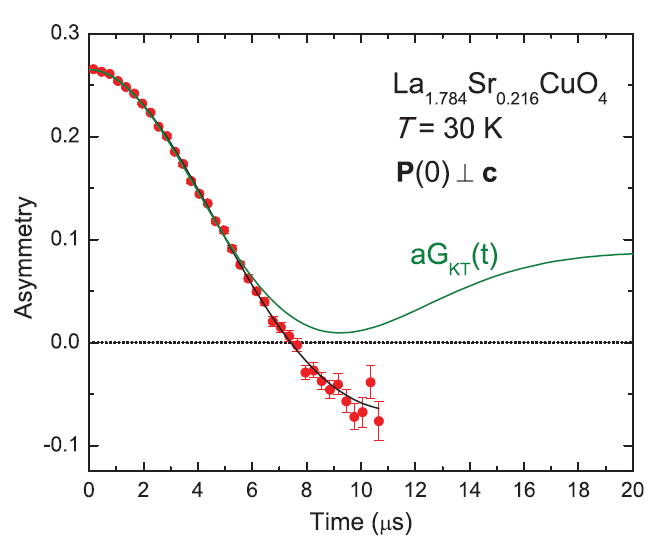 0.3
0.2
0.1
0.0
-0.1
Asymmetry
La1.784Sr0.216CuO4
T = 30 K
P(0) ⊥ c
aGKT(t)
0 2 4 6 8 10 12 14 16 18 20
Time (μs)